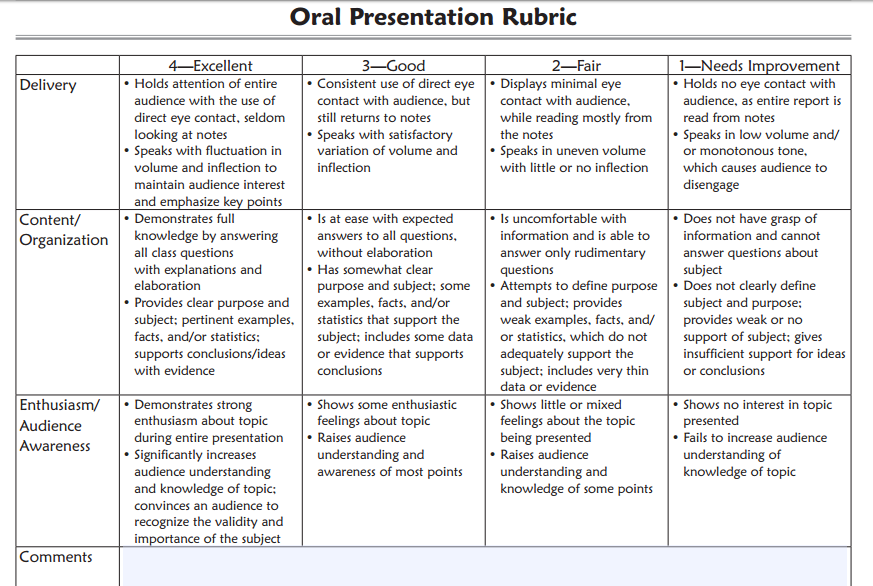 Oral Presentation Rubric
4—Excellent
3—Good
2—Fair
1—Needs Improvement
Delivery
• Holds attention of entire
audience with the use of
direct eye contact, seldom
looking at notes
• Speaks with fluctuation in
volume and inflection to
maintain audience interest
and emphasize key points
• Consistent use of direct eye
contact with audience, but
still returns to notes
• Speaks with satisfactory
variation of volume and
inflection
• Displays minimal eye
contact with audience,
while reading mostly from
the notes
• Speaks in uneven volume
with little or no inflection
• Holds no eye contact with
audience, as entire report is
read from notes
• Speaks in low volume and/
or monotonous tone,
which causes audience to
disengage
Content/
Organization
• Demonstrates full
knowledge by answering
all class questions
with explanations and
elaboration
• Provides clear purpose and
subject; pertinent examples,
facts, and/or statistics;
supports conclusions/ideas
with evidence
• Is at ease with expected
answers to all questions,
without elaboration
• Has somewhat clear
purpose and subject; some
examples, facts, and/or
statistics that support the
subject; includes some data
or evidence that supports
conclusions
• Is uncomfortable with
information and is able to
answer only rudimentary
questions
• Attempts to define purpose
and subject; provides
weak examples, facts, and/
or statistics, which do not
adequately support the
subject; includes very thin
data or evidence
• Does not have grasp of
information and cannot
answer questions about
subject
• Does not clearly define
subject and purpose;
provides weak or no
support of subject; gives
insufficient support for ideas
or conclusions
Enthusiasm/
Audience
Awareness
• Demonstrates strong
enthusiasm about topic
during entire presentation
• Significantly increases
audience understanding
and knowledge of topic;
convinces an audience to
recognize the validity and
importance of the subject
• Shows some enthusiastic
feelings about topic
• Raises audience
understanding and
awareness of most points
• Shows little or mixed
feelings about the topic
being presented
• Raises audience
understanding and
knowledge of some points
• Shows no interest in topic
presented
• Fails to increase audience
understanding of
knowledge of topic
Comments